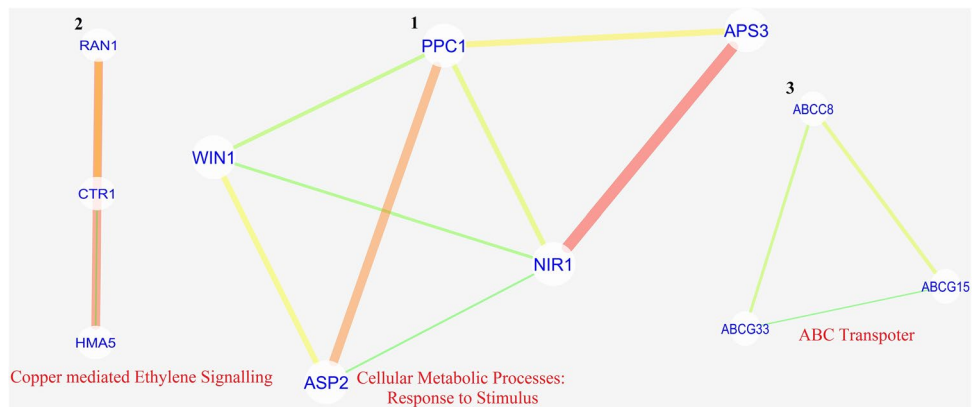 2
RAN1
CTR1
HMA5
Copper mediated Ethylene Signalling
1
PPC1
APS3
WIN1
NIR1
ASP2
Cellular Metabolic Processes:
Response to Stimulus
3
ABCC8
ABCG15
ABCG33
ABC Transpoter